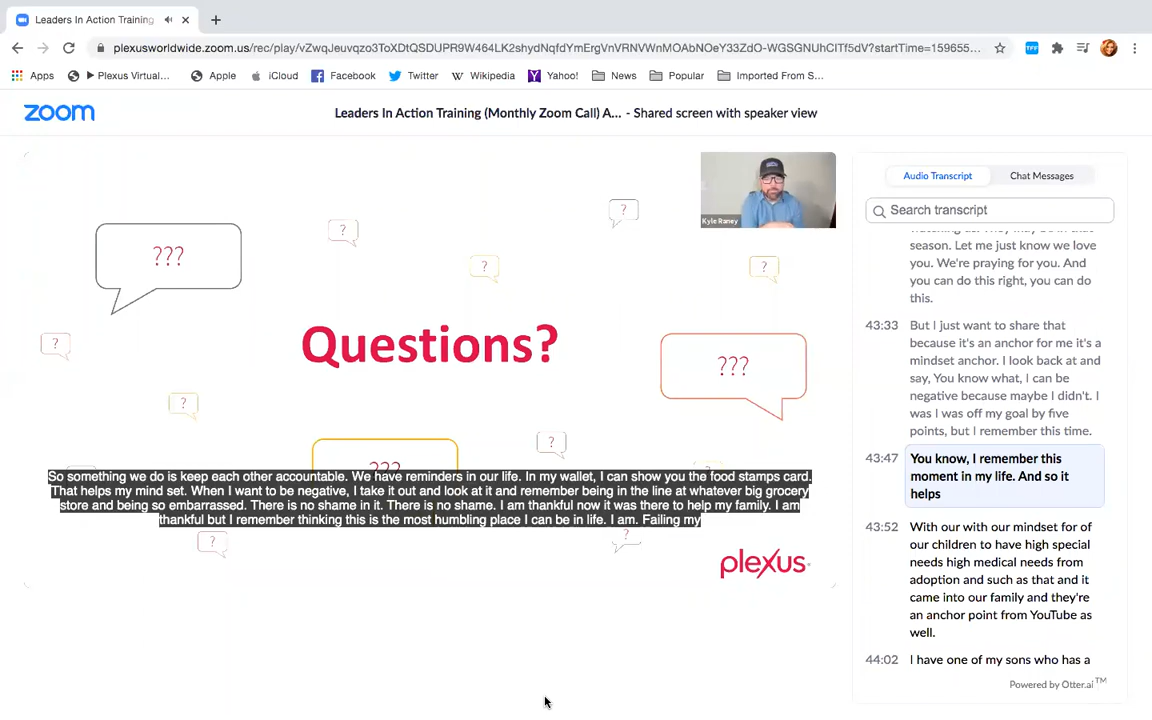 Leaders In Action Training
plexusworldwide.zoom.us/rec/play/vZwqJeuvqzo3ToXDtQSDUPR9W464LK2shydNqfdYmErgVnVRNVWnMOAbNOeY33ZdO-WGSGNUhCITf5dV?startTime=159655...
TFF
Apps
Plexus Virtual...
Apple
iCloud
Facebook
Twitter
Wikipedia
Yahoo!
News
Popular
Imported From S...
zoom
Leaders In Action Training (Monthly Zoom Call) A... - Shared screen with speaker view
Kyle Raney
???
?
?
?
?
?
Questions?
???
?
?
???
So something we do is keep each other accountable. We have reminders in our life. In my wallet, I can show you the food stamps card.
That helps my mind set. When I want to be negative, I take it out and look at it and remember being in the line at whatever big grocery
store and being so embarrassed. There is no shame in it. There is no shame. I am thankful now it was there to help my family. I am
thankful but I remember thinking this is the most humbling place I can be in life. I am. Failing my
?
?
plexus
Audio Transcript
Chat Messages
Search transcript
season. Let me just know we love
you. We're praying for you. And
you can do this right, you can do
this.
43:33 But I just want to share that
because it's an anchor for me it's a
mindset anchor. I look back at and
say, You know what, I can be
negative because maybe I didn't. I
was I was off my goal by five
points, but I remember this time.
43:47 You know, I remember this
moment in my life. And so it
helps
43:52 With our with our mindset for of
our children to have high special
needs high medical needs from
adoption and such as that and it
came into our family and they're
an anchor point from YouTube as
well.
44:02 I have one of my sons who has a
Powered by Otter.ai™